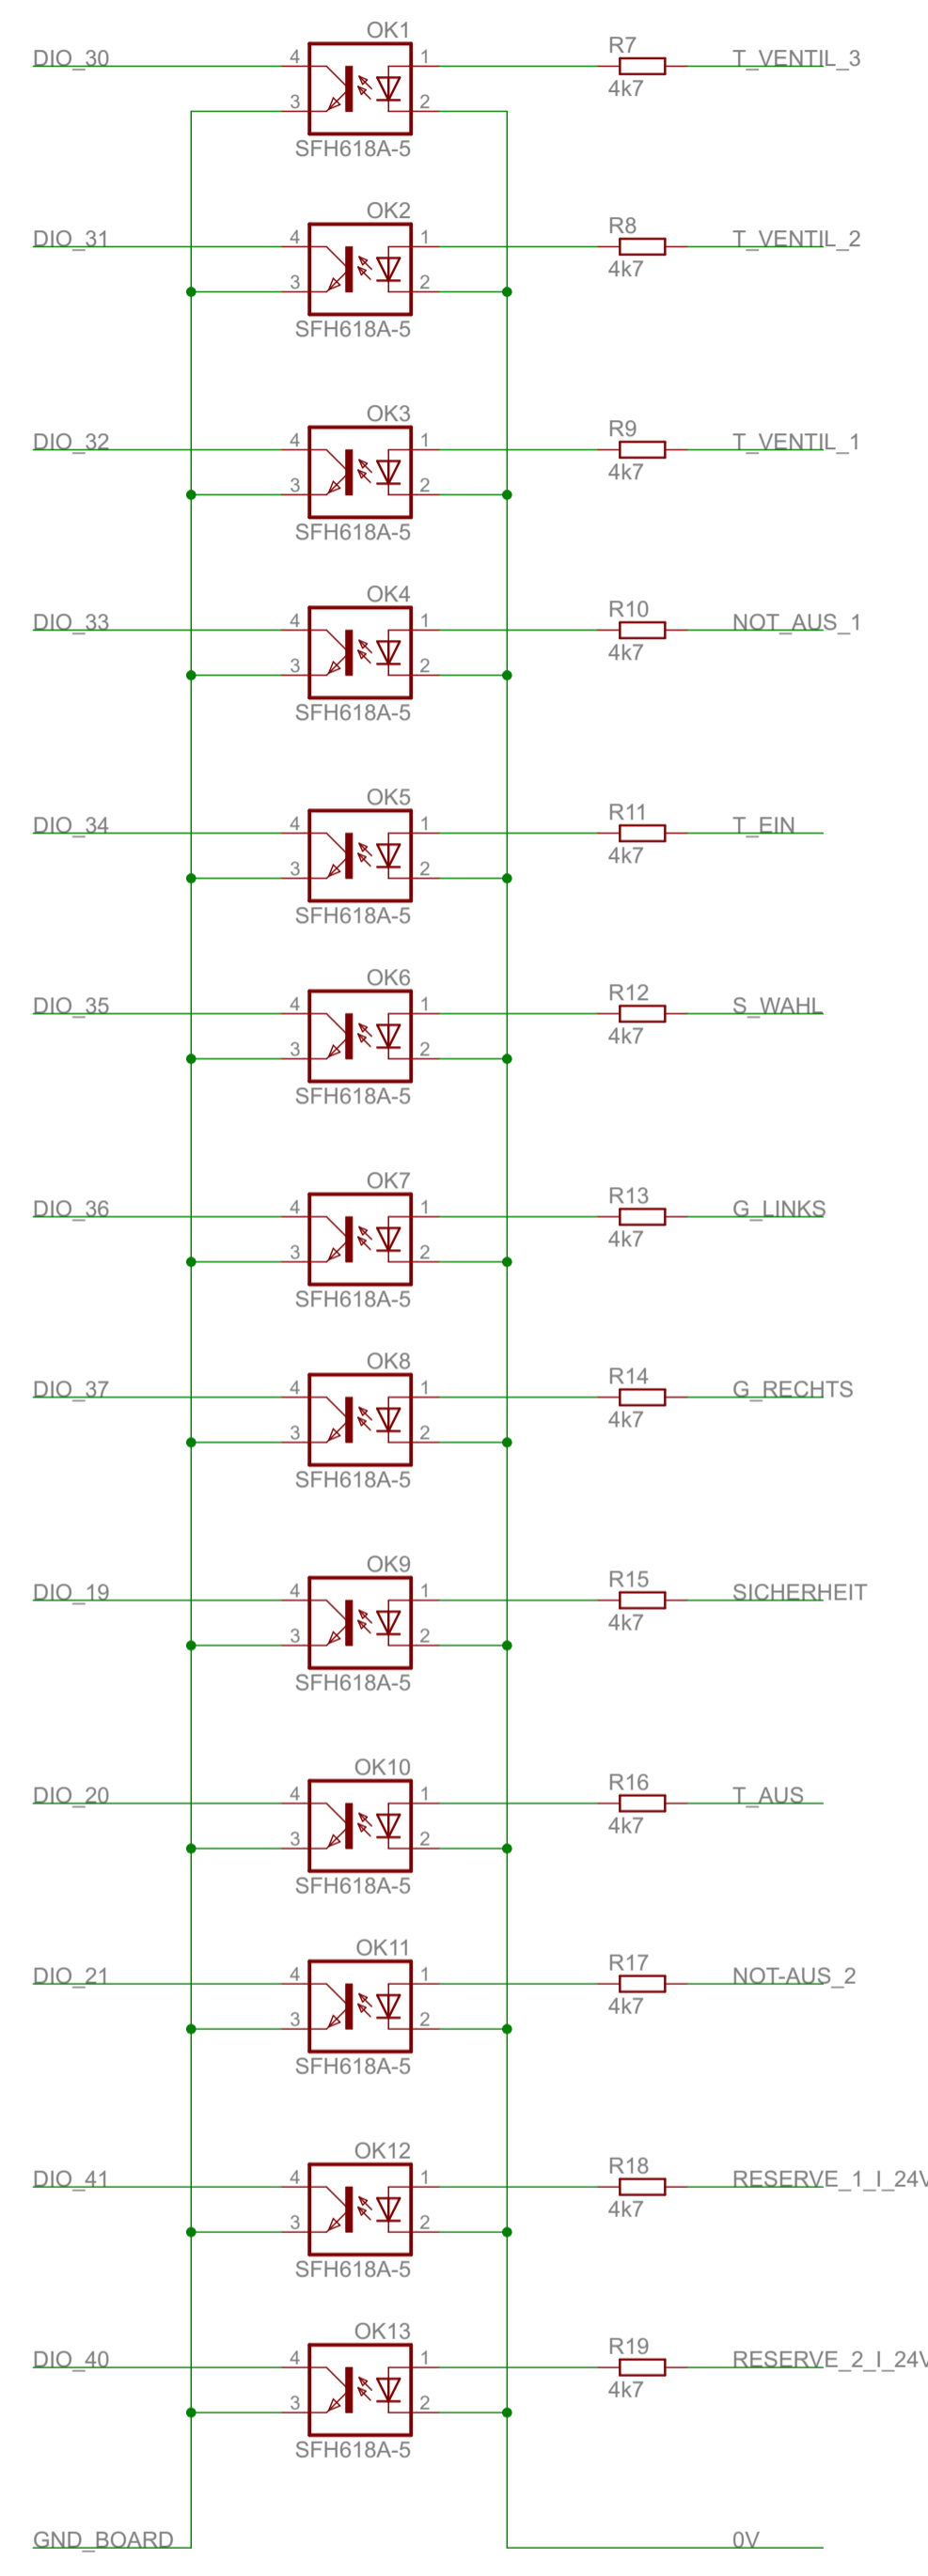 OK1
DIO_30 4 1 R7 T_VENTIL_3
3 2 4k7
SFH618A-5
OK2
DIO_31 4 1 R8 T_VENTIL_2
3 2 4k7
SFH618A-5
OK3
DIO_32 4 1 R9 T_VENTIL_1
3 2 4k7
SFH618A-5
OK4
DIO_33 4 1 R10 NOT_AUS_1
3 2 4k7
SFH618A-5
OK5
DIO_34 4 1 R11 T_EIN
3 2 4k7
SFH618A-5
OK6
DIO_35 4 1 R12 S_WAHL
3 2 4k7
SFH618A-5
OK7
DIO_36 4 1 R13 G_LINKS
3 2 4k7
SFH618A-5
OK8
DIO_37 4 1 R14 G_RECHTS
3 2 4k7
SFH618A-5
OK9
DIO_19 4 1 R15 SICHERHEIT
3 2 4k7
SFH618A-5
OK10
DIO_20 4 1 R16 T_AUS
3 2 4k7
SFH618A-5
OK11
DIO_21 4 1 R17 NOT-AUS_2
3 2 4k7
SFH618A-5
OK12
DIO_41 4 1 R18 RESERVE_1_I_24V
3 2 4k7
SFH618A-5
OK13
DIO_40 4 1 R19 RESERVE_2_I_24V
3 2 4k7
SFH618A-5
GND_BOARD 0V